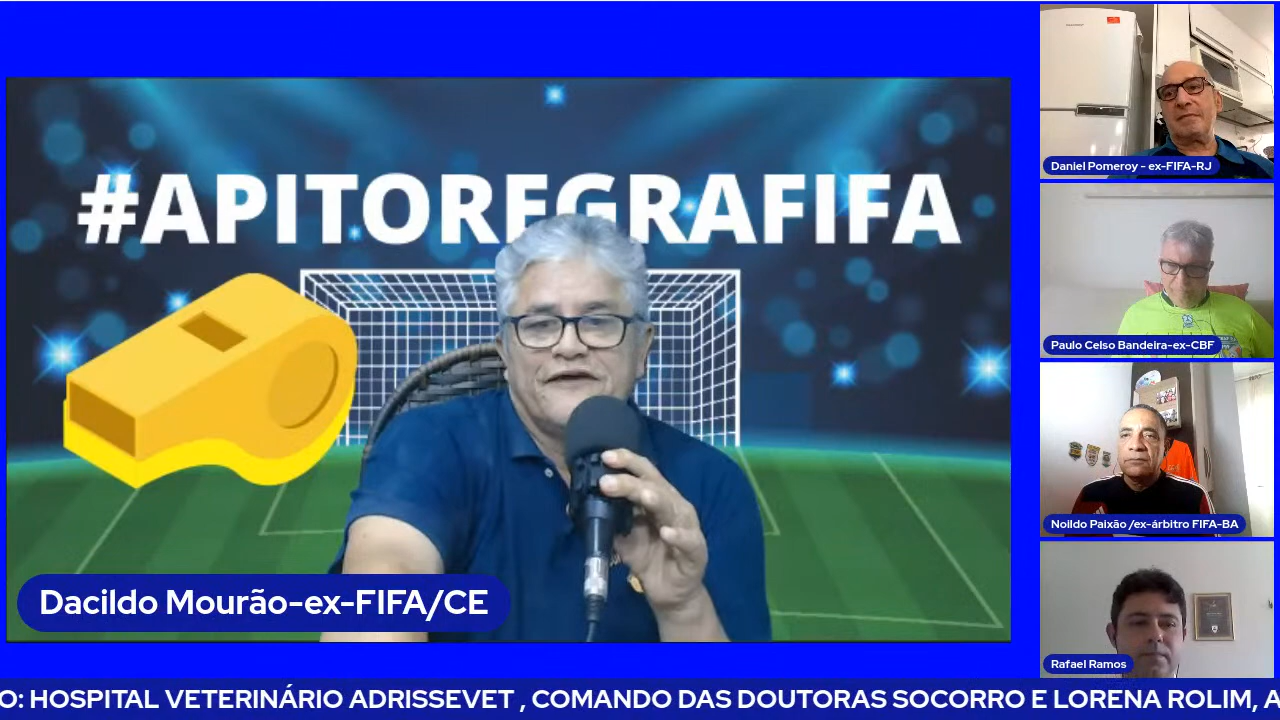 #APITOREGRAFIFA
Dacildo Mourão-ex-FIFA/CE
Daniel Pomeroy - ex-FIFA-RJ
Paulo Celso Bandeira-ex-CBF
Noildo Paixão /ex-árbitro FIFA-BA
Rafael Ramos
O: HOSPITAL VETERINÁRIO ADRISSEVET , COMANDO DAS DOUTORAS SOCORRO E LORENA ROLIM, A